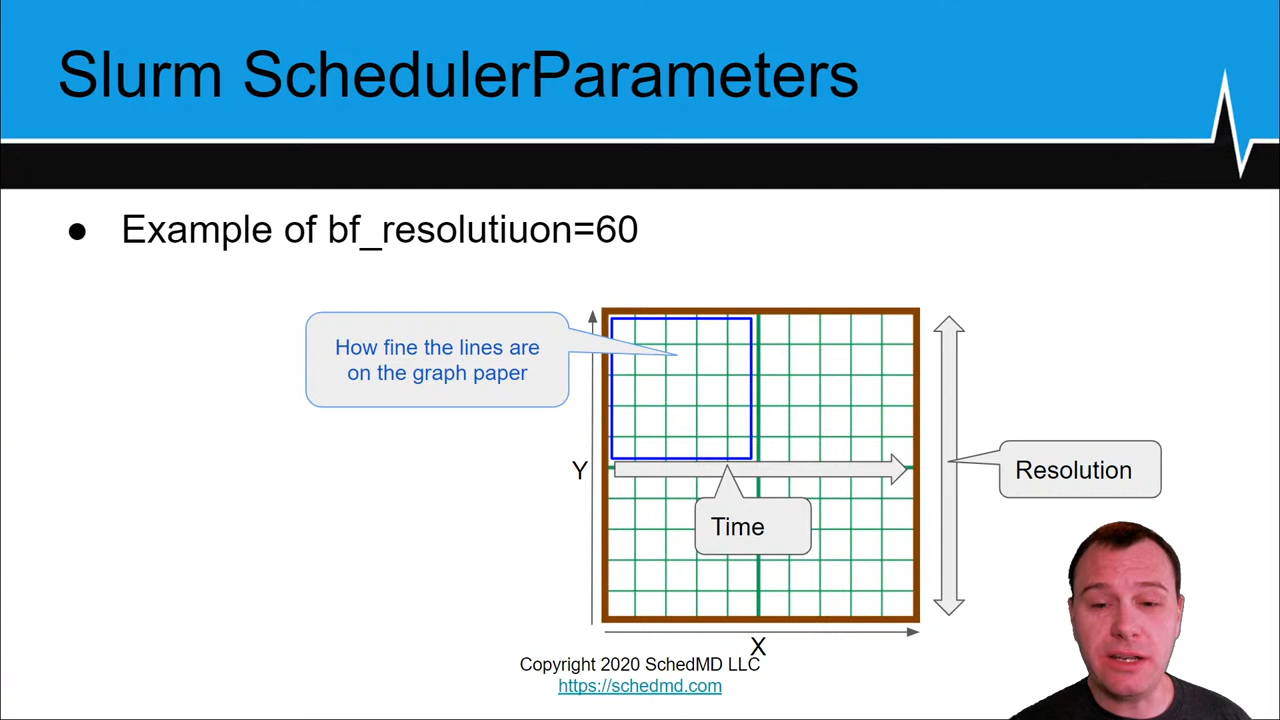 Slurm SchedulerParameters
● Example of bf_resolutiuon=60
How fine the lines are
on the graph paper
Y
Resolution
Time
X
Copyright 2020 SchedMD LLC
https://schedmd.com